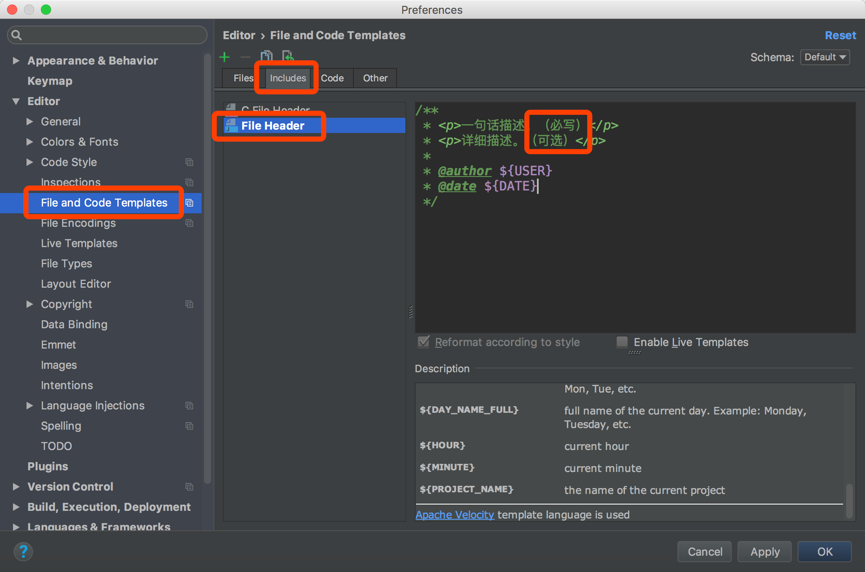 Preferences
Editor › File and Code Templates
Reset
Schema: Default
Files
Includes
Code
Other
Appearance & Behavior
Keymap
Editor
General
Colors & Fonts
Code Style
Inspections
File and Code Templates
File Encodings
Live Templates
File Types
Layout Editor
Copyright
Data Binding
Emmet
Images
Intentions
Language Injections
Spelling
TODO
Plugins
Version Control
Build, Execution, Deployment
Languages & Frameworks
C File Header
File Header
/**
* <p>一句话描述 （必写）</p>
* <p>详细描述。（可选）</p>
*
* @author ${USER}
* @date ${DATE}
*/
Reformat according to style
Enable Live Templates
Description
Mon, Tue, etc.
${DAY_NAME_FULL} full name of the current day. Example: Monday,
Tuesday, etc.
${HOUR} current hour
${MINUTE} current minute
${PROJECT_NAME} the name of the current project
Apache Velocity template language is used
?
Cancel
Apply
OK